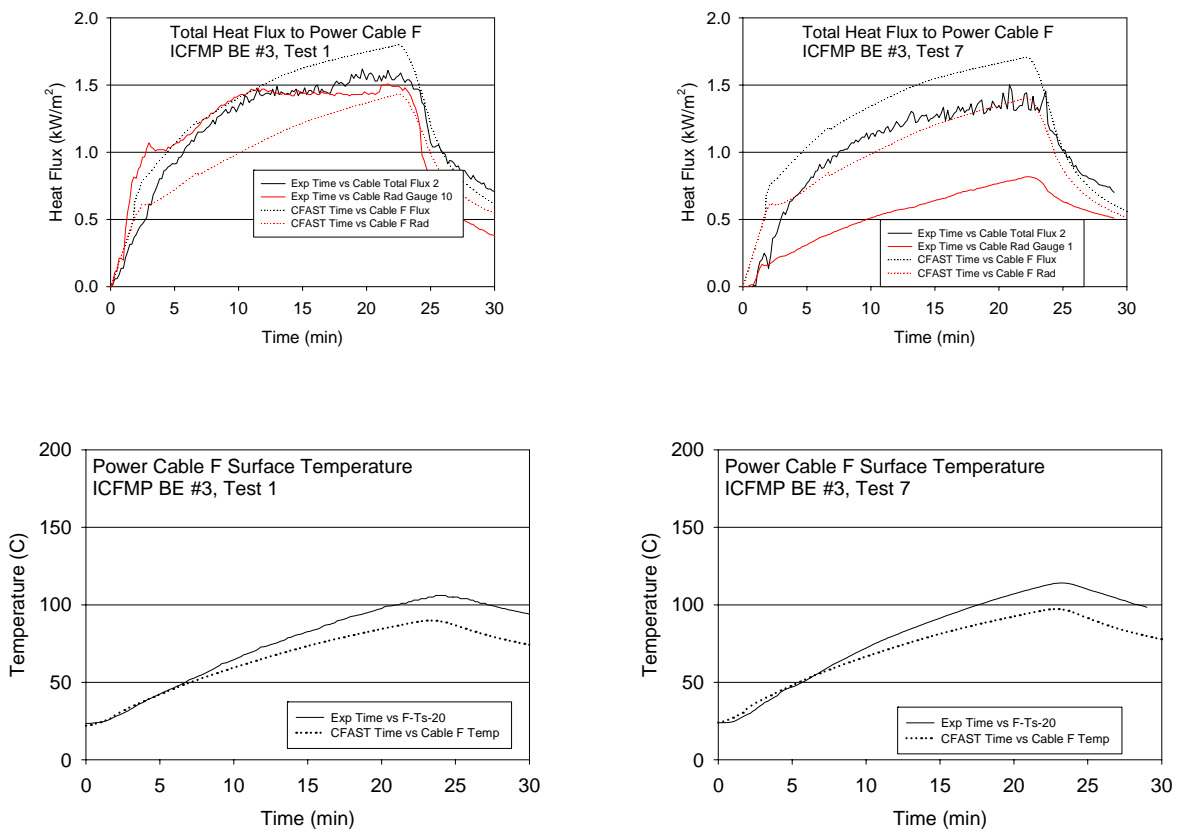 Total Heat Flux to Power Cable F
ICFMP BE #3, Test 1
Heat Flux (kW/m²)
2.0
1.5
1.0
0.5
0.0
Exp Time vs Cable Total Flux 2
Exp Time vs Cable Rad Gauge 10
CFAST Time vs Cable F Flux
CFAST Time vs Cable F Rad
0 5 10 15 20 25 30
Time (min)
Total Heat Flux to Power Cable F
ICFMP BE #3, Test 7
Heat Flux (kW/m²)
2.0
1.5
1.0
0.5
0.0
Exp Time vs Cable Total Flux 2
Exp Time vs Cable Rad Gauge 1
CFAST Time vs Cable F Flux
CFAST Time vs Cable F Rad
0 5 10 15 20 25 30
Time (min)
Power Cable F Surface Temperature
ICFMP BE #3, Test 1
Temperature (C)
200
150
100
50
0
Exp Time vs F-Ts-20
CFAST Time vs Cable F Temp
0 5 10 15 20 25 30
Time (min)
Power Cable F Surface Temperature
ICFMP BE #3, Test 7
Temperature (C)
200
150
100
50
0
Exp Time vs F-Ts-20
CFAST Time vs Cable F Temp
0 5 10 15 20 25 30
Time (min)